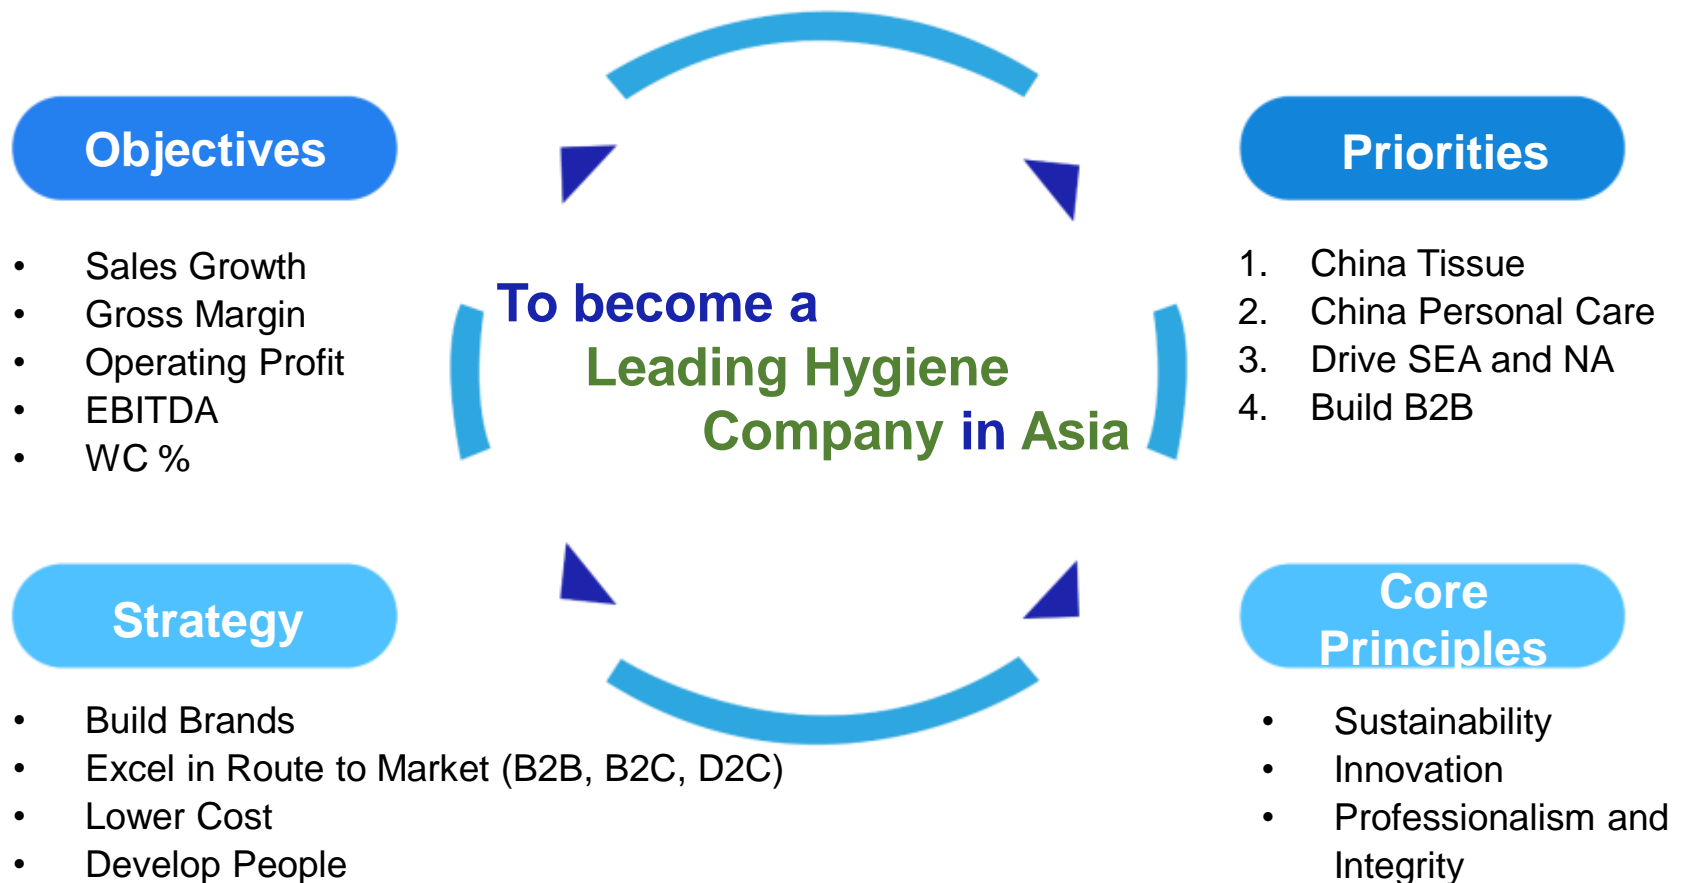 Objectives
• Sales Growth
• Gross Margin
• Operating Profit
• EBITDA
• WC %
Priorities
1. China Tissue
2. China Personal Care
3. Drive SEA and NA
4. Build B2B
To become a
Leading Hygiene
Company in Asia
Strategy
• Build Brands
• Excel in Route to Market (B2B, B2C, D2C)
• Lower Cost
• Develop People
Core
Principles
• Sustainability
• Innovation
• Professionalism and
Integrity